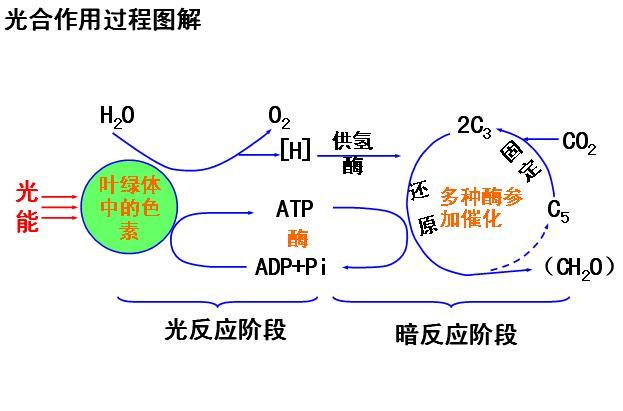 光合作用过程图解
H₂O
O₂
[H]
供氢
酶
2C₃
CO₂
固定
光
能
叶绿体
中的色
素
还原
多种酶参
加催化
C₅
ATP
酶
ADP+Pi
（CH₂O）
光反应阶段
暗反应阶段